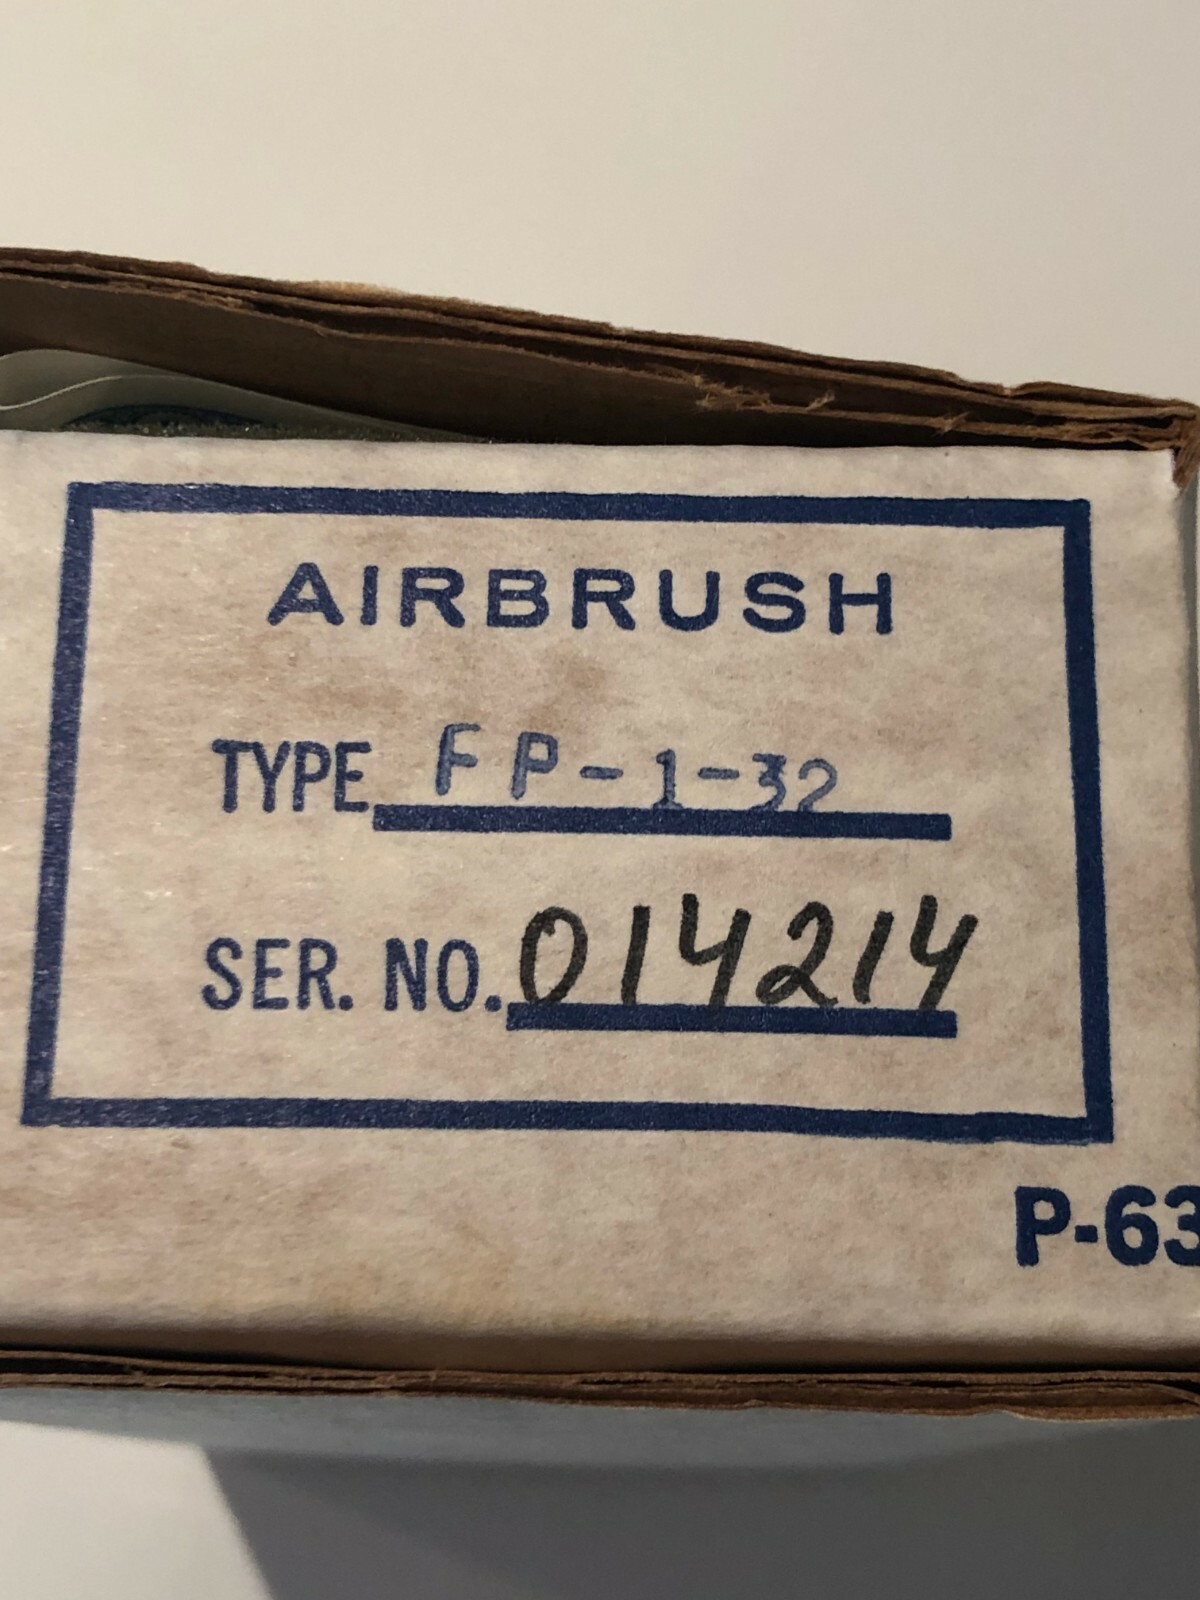 AIRBRUSH
TYPE FP-1-32
SER. NO. 014214
P-63